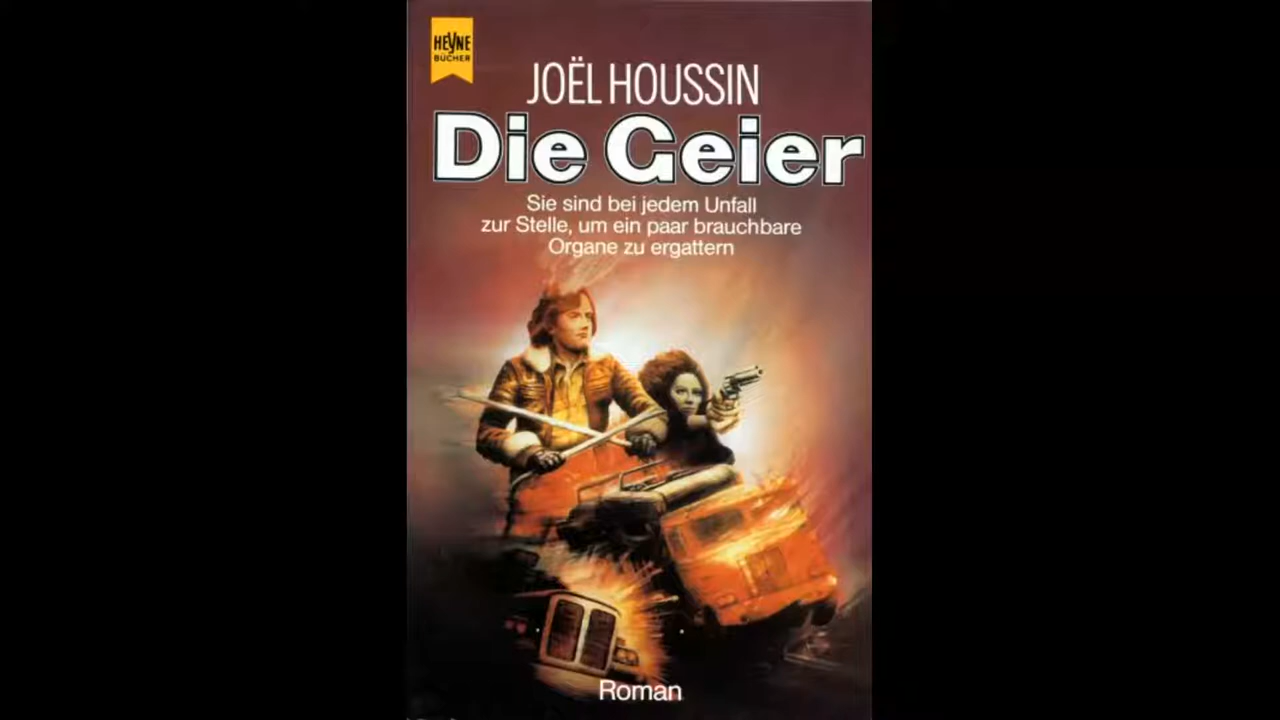 HEYNE
BÜCHER
JOËL HOUSSIN
Die Geier
Sie sind bei jedem Unfall
zur Stelle, um ein paar brauchbare
Organe zu ergattern
Roman